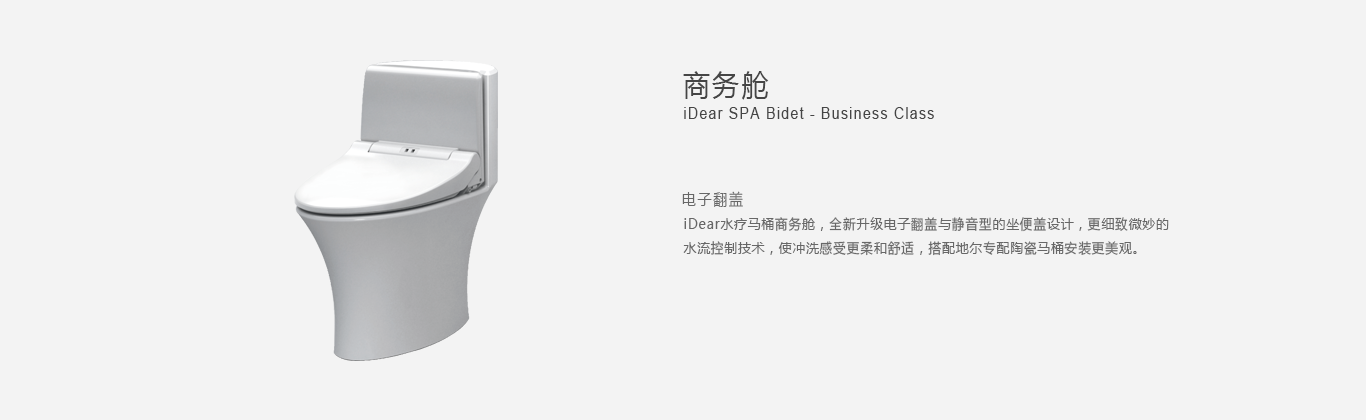 商务舱
iDear SPA Bidet - Business Class
电子翻盖
iDear水疗马桶商务舱，全新升级电子翻盖与静音型的坐便盖设计，更细致微妙的
水流控制技术，使冲洗感受更柔和舒适，搭配地尔专配陶瓷马桶安装更美观。